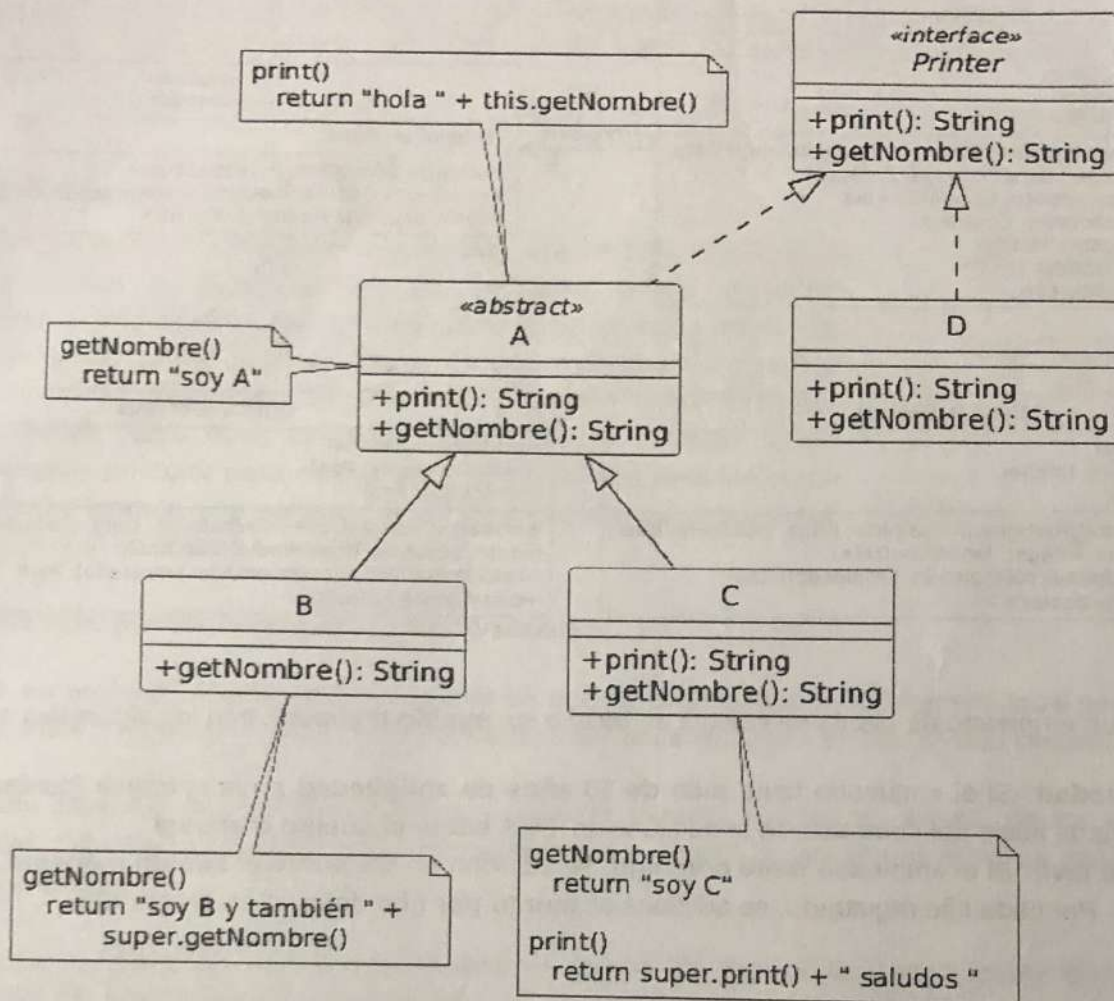 «interface»
Printer
+print(): String
+getNombre(): String
print()
return "hola " + this.getNombre()
«abstract»
A
+print(): String
+getNombre(): String
getNombre()
return "soy A"
D
+print(): String
+getNombre(): String
B
+getNombre(): String
C
+print(): String
+getNombre(): String
getNombre()
return "soy B y también " +
super.getNombre()
getNombre()
return "soy C"
print()
return super.print() + " saludos "